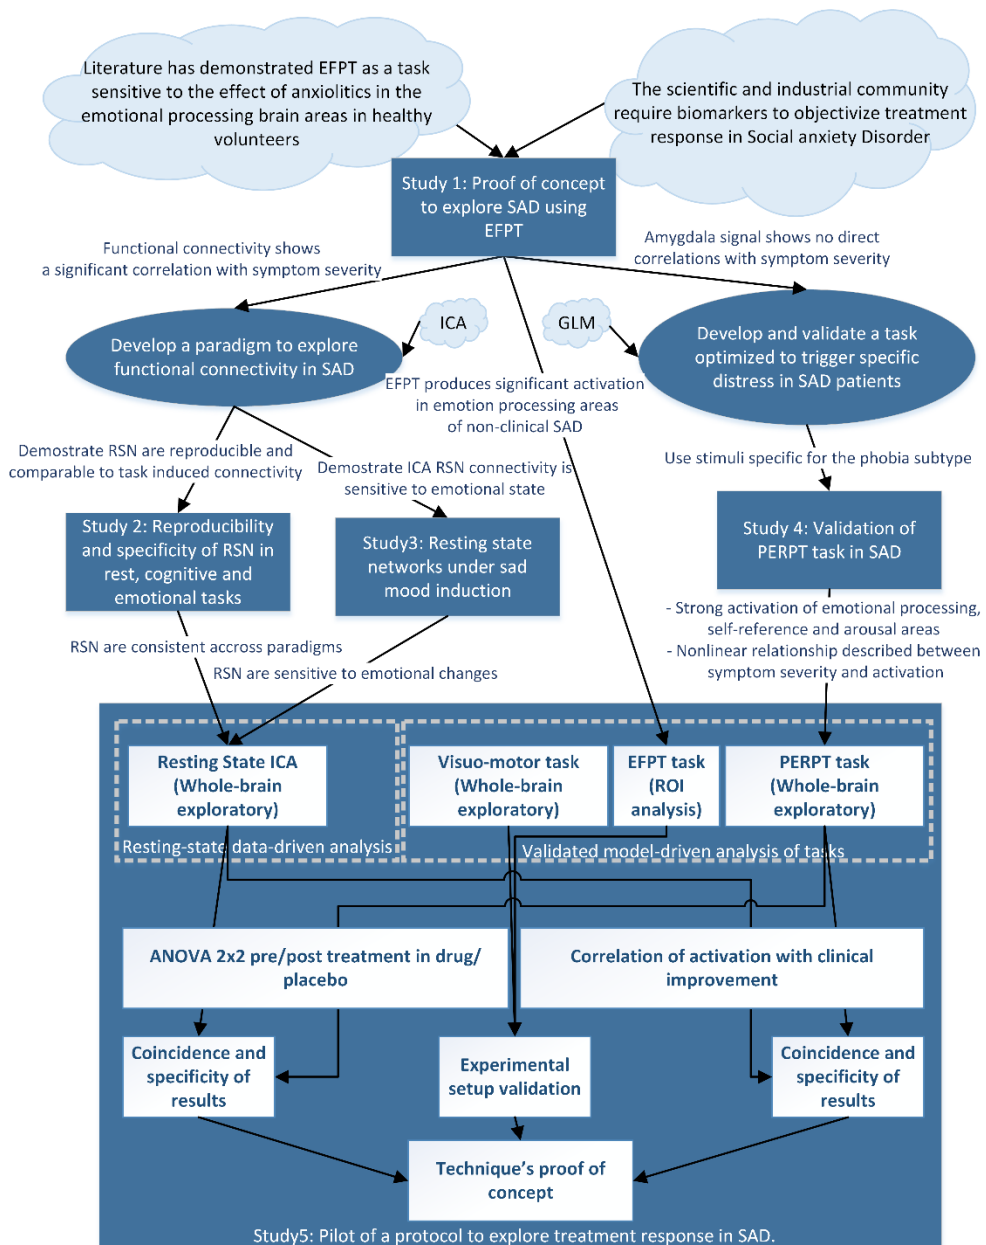 Literature has demonstrated EFPT as a task
sensitive to the effect of anxiolitics in the
emotional processing brain areas in healthy
volunteers
The scientific and industrial community
require biomarkers to objectivize treatment
response in Social anxiety Disorder
Study 1: Proof of concept
to explore SAD using
EFPT
Functional connectivity shows
a significant correlation with symptom severity
Amygdala signal shows no direct
correlations with symptom severity
ICA
GLM
Develop a paradigm to explore
functional connectivity in SAD
Develop and validate a task
optimized to trigger specific
distress in SAD patients
EFPT produces significant activation
in emotion processing areas
of non-clinical SAD
Demostrate RSN are reproducible and
comparable to task induced connectivity
Demostrate ICA RSN connectivity is
sensitive to emotional state
Use stimuli specific for the phobia subtype
Study 2: Reproducibility
and specificity of RSN in
rest, cognitive and
emotional tasks
Study3: Resting state
networks under sad
mood induction
Study 4: Validation of
PERPT task in SAD
- Strong activation of emotional processing,
self-reference and arousal areas
- Nonlinear relationship described between
symptom severity and activation
RSN are consistent accross paradigms
RSN are sensitive to emotional changes
Resting State ICA
(Whole-brain
exploratory)
Visuo-motor task
(Whole-brain
exploratory)
EFPT task
(ROI
analysis)
PERPT task
(Whole-brain
exploratory)
Resting-state data-driven analysis
Validated model-driven analysis of tasks
ANOVA 2x2 pre/post treatment in drug/
placebo
Correlation of activation with clinical
improvement
Coincidence and
specificity of
results
Experimental
setup validation
Coincidence and
specificity of
results
Technique's proof of
concept
Study5: Pilot of a protocol to explore treatment response in SAD.